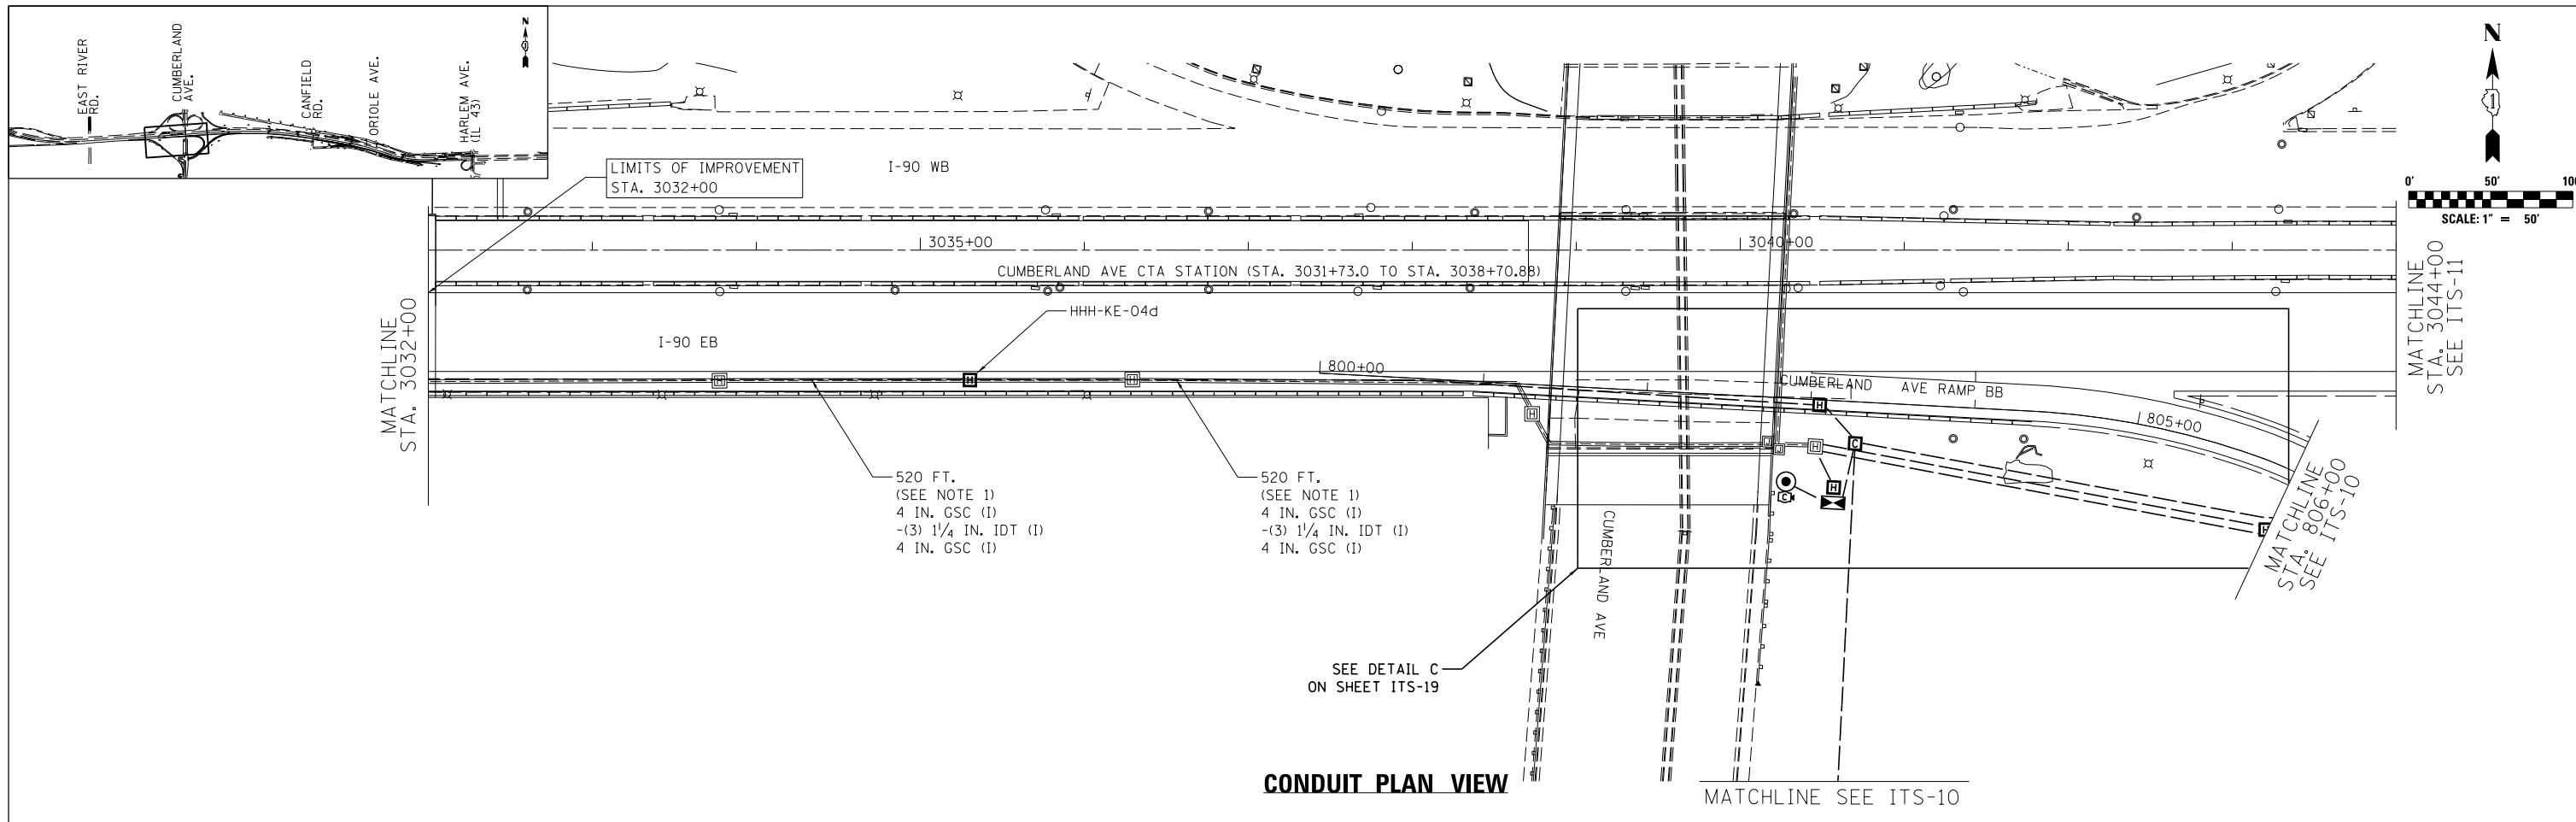 EAST RIVER
RD.
CUMBERLAND
AVE.
CANFIELD
RD.
ORIOLE AVE.
HARLEM AVE.
(IL 43)
N
LIMITS OF IMPROVEMENT
STA. 3032+00
I-90 WB
N
1
0' 50' 100
SCALE: 1" = 50'
3035+00
3040+00
CUMBERLAND AVE CTA STATION (STA. 3031+73.0 TO STA. 3038+70.88)
MATCHLINE
STA. 3032+00
HHH-KE-04d
I-90 EB
MATCHLINE
STA. 3044+00
SEE ITS-11
800+00
CUMBERLAND AVE RAMP BB
805+00
H
H
H
H
H
J
J
H
C
H
C
H
520 FT.
(SEE NOTE 1)
4 IN. GSC (I)
-(3) 1 1/4 IN. IDT (I)
4 IN. GSC (I)
520 FT.
(SEE NOTE 1)
4 IN. GSC (I)
-(3) 1 1/4 IN. IDT (I)
4 IN. GSC (I)
CUMBERLAND AVE
MATCHLINE
STA. 806+00
SEE ITS-10
SEE DETAIL C
ON SHEET ITS-19
CONDUIT PLAN VIEW
MATCHLINE SEE ITS-10